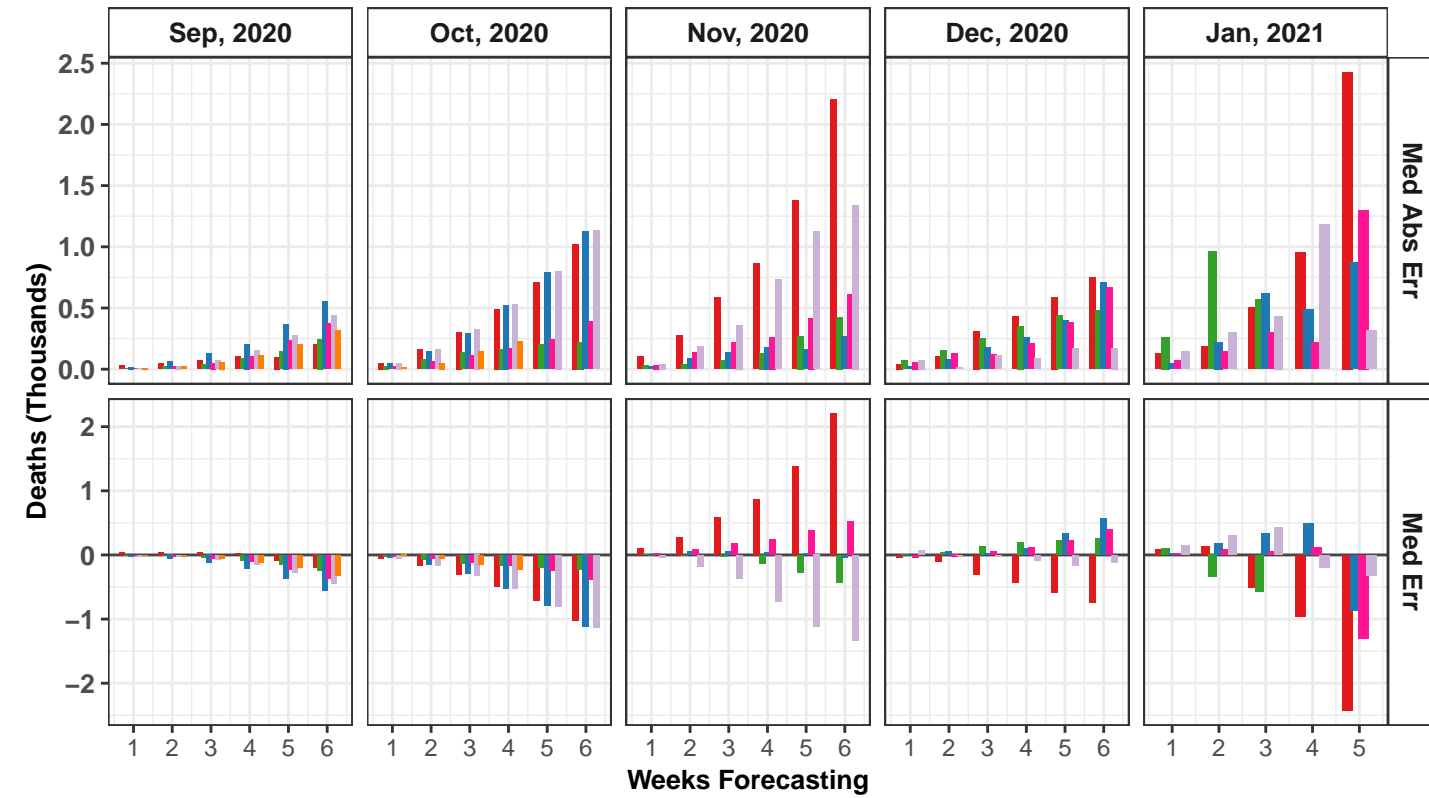 Sep, 2020 Oct, 2020 Nov, 2020 Dec, 2020 Jan, 2021
2.5
2.0
1.5
1.0
0.5
0.0
Med Abs Err
Deaths (Thousands)
2
1
0
−1
−2
Med Err
1 2 3 4 5 6 1 2 3 4 5 6 1 2 3 4 5 6 1 2 3 4 5 6 1 2 3 4 5
Weeks Forecasting